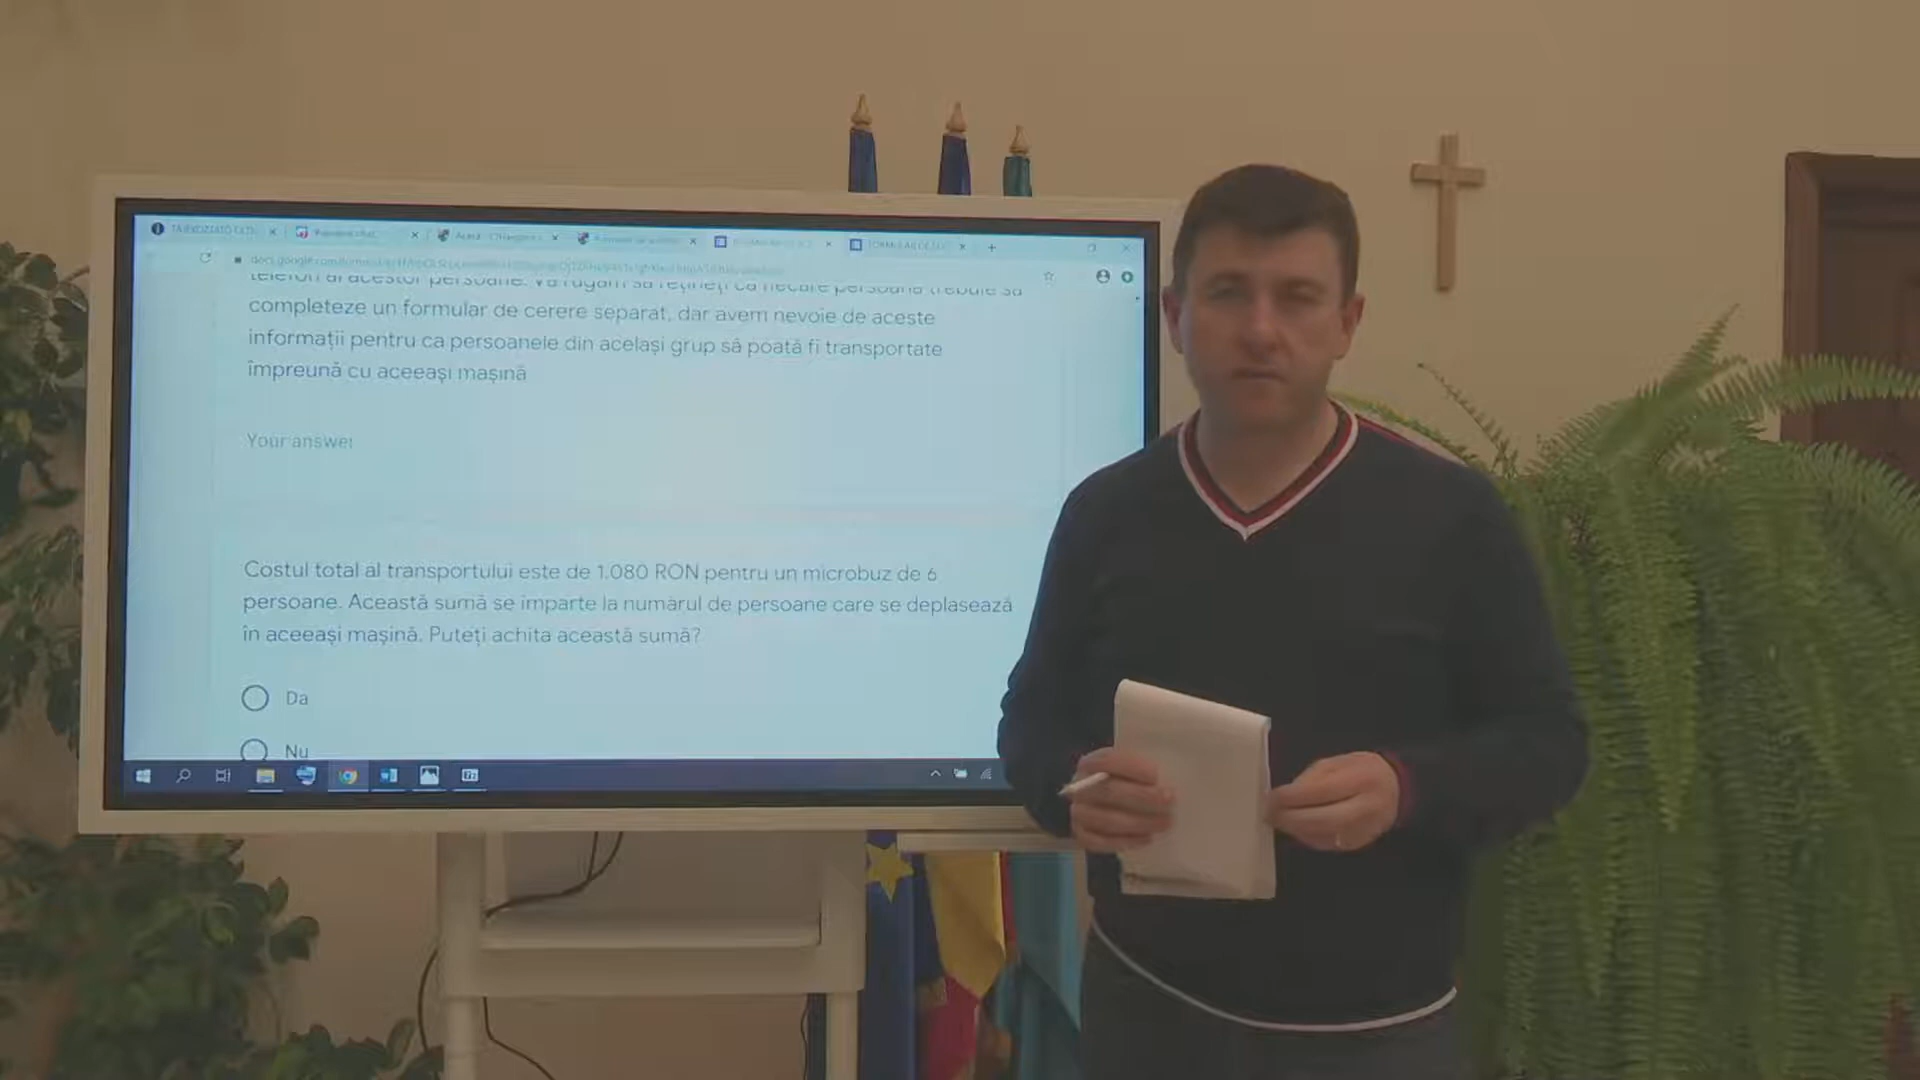 completeze un formular de cerere separat, dar avem nevoie de aceste
informații pentru ca persoanele din același grup să poată fi transportate
împreună cu aceeași mașină
Your answer
Costul total al transportului este de 1.080 RON pentru un microbuz de 6
persoane. Această sumă se împarte la numărul de persoane care se deplasează
în aceeași mașină. Puteți achita această sumă?
Da
Nu